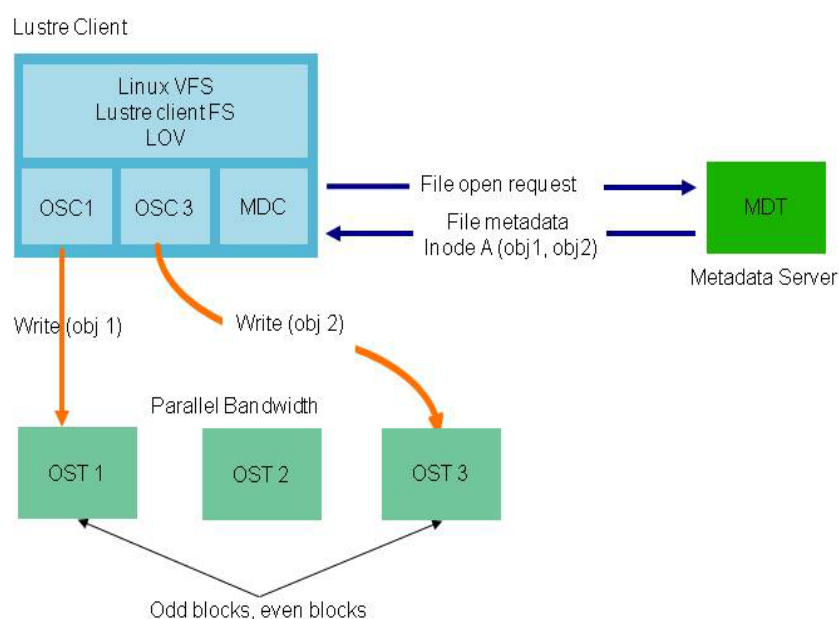 Lustre Client
Linux VFS
Lustre client FS
LOV
OSC1
OSC 3
MDC
File open request
File metadata
Inode A (obj1, obj2)
MDT
Metadata Server
Write (obj 1)
Write (obj 2)
Parallel Bandwidth
OST 1
OST 2
OST 3
Odd blocks, even blocks